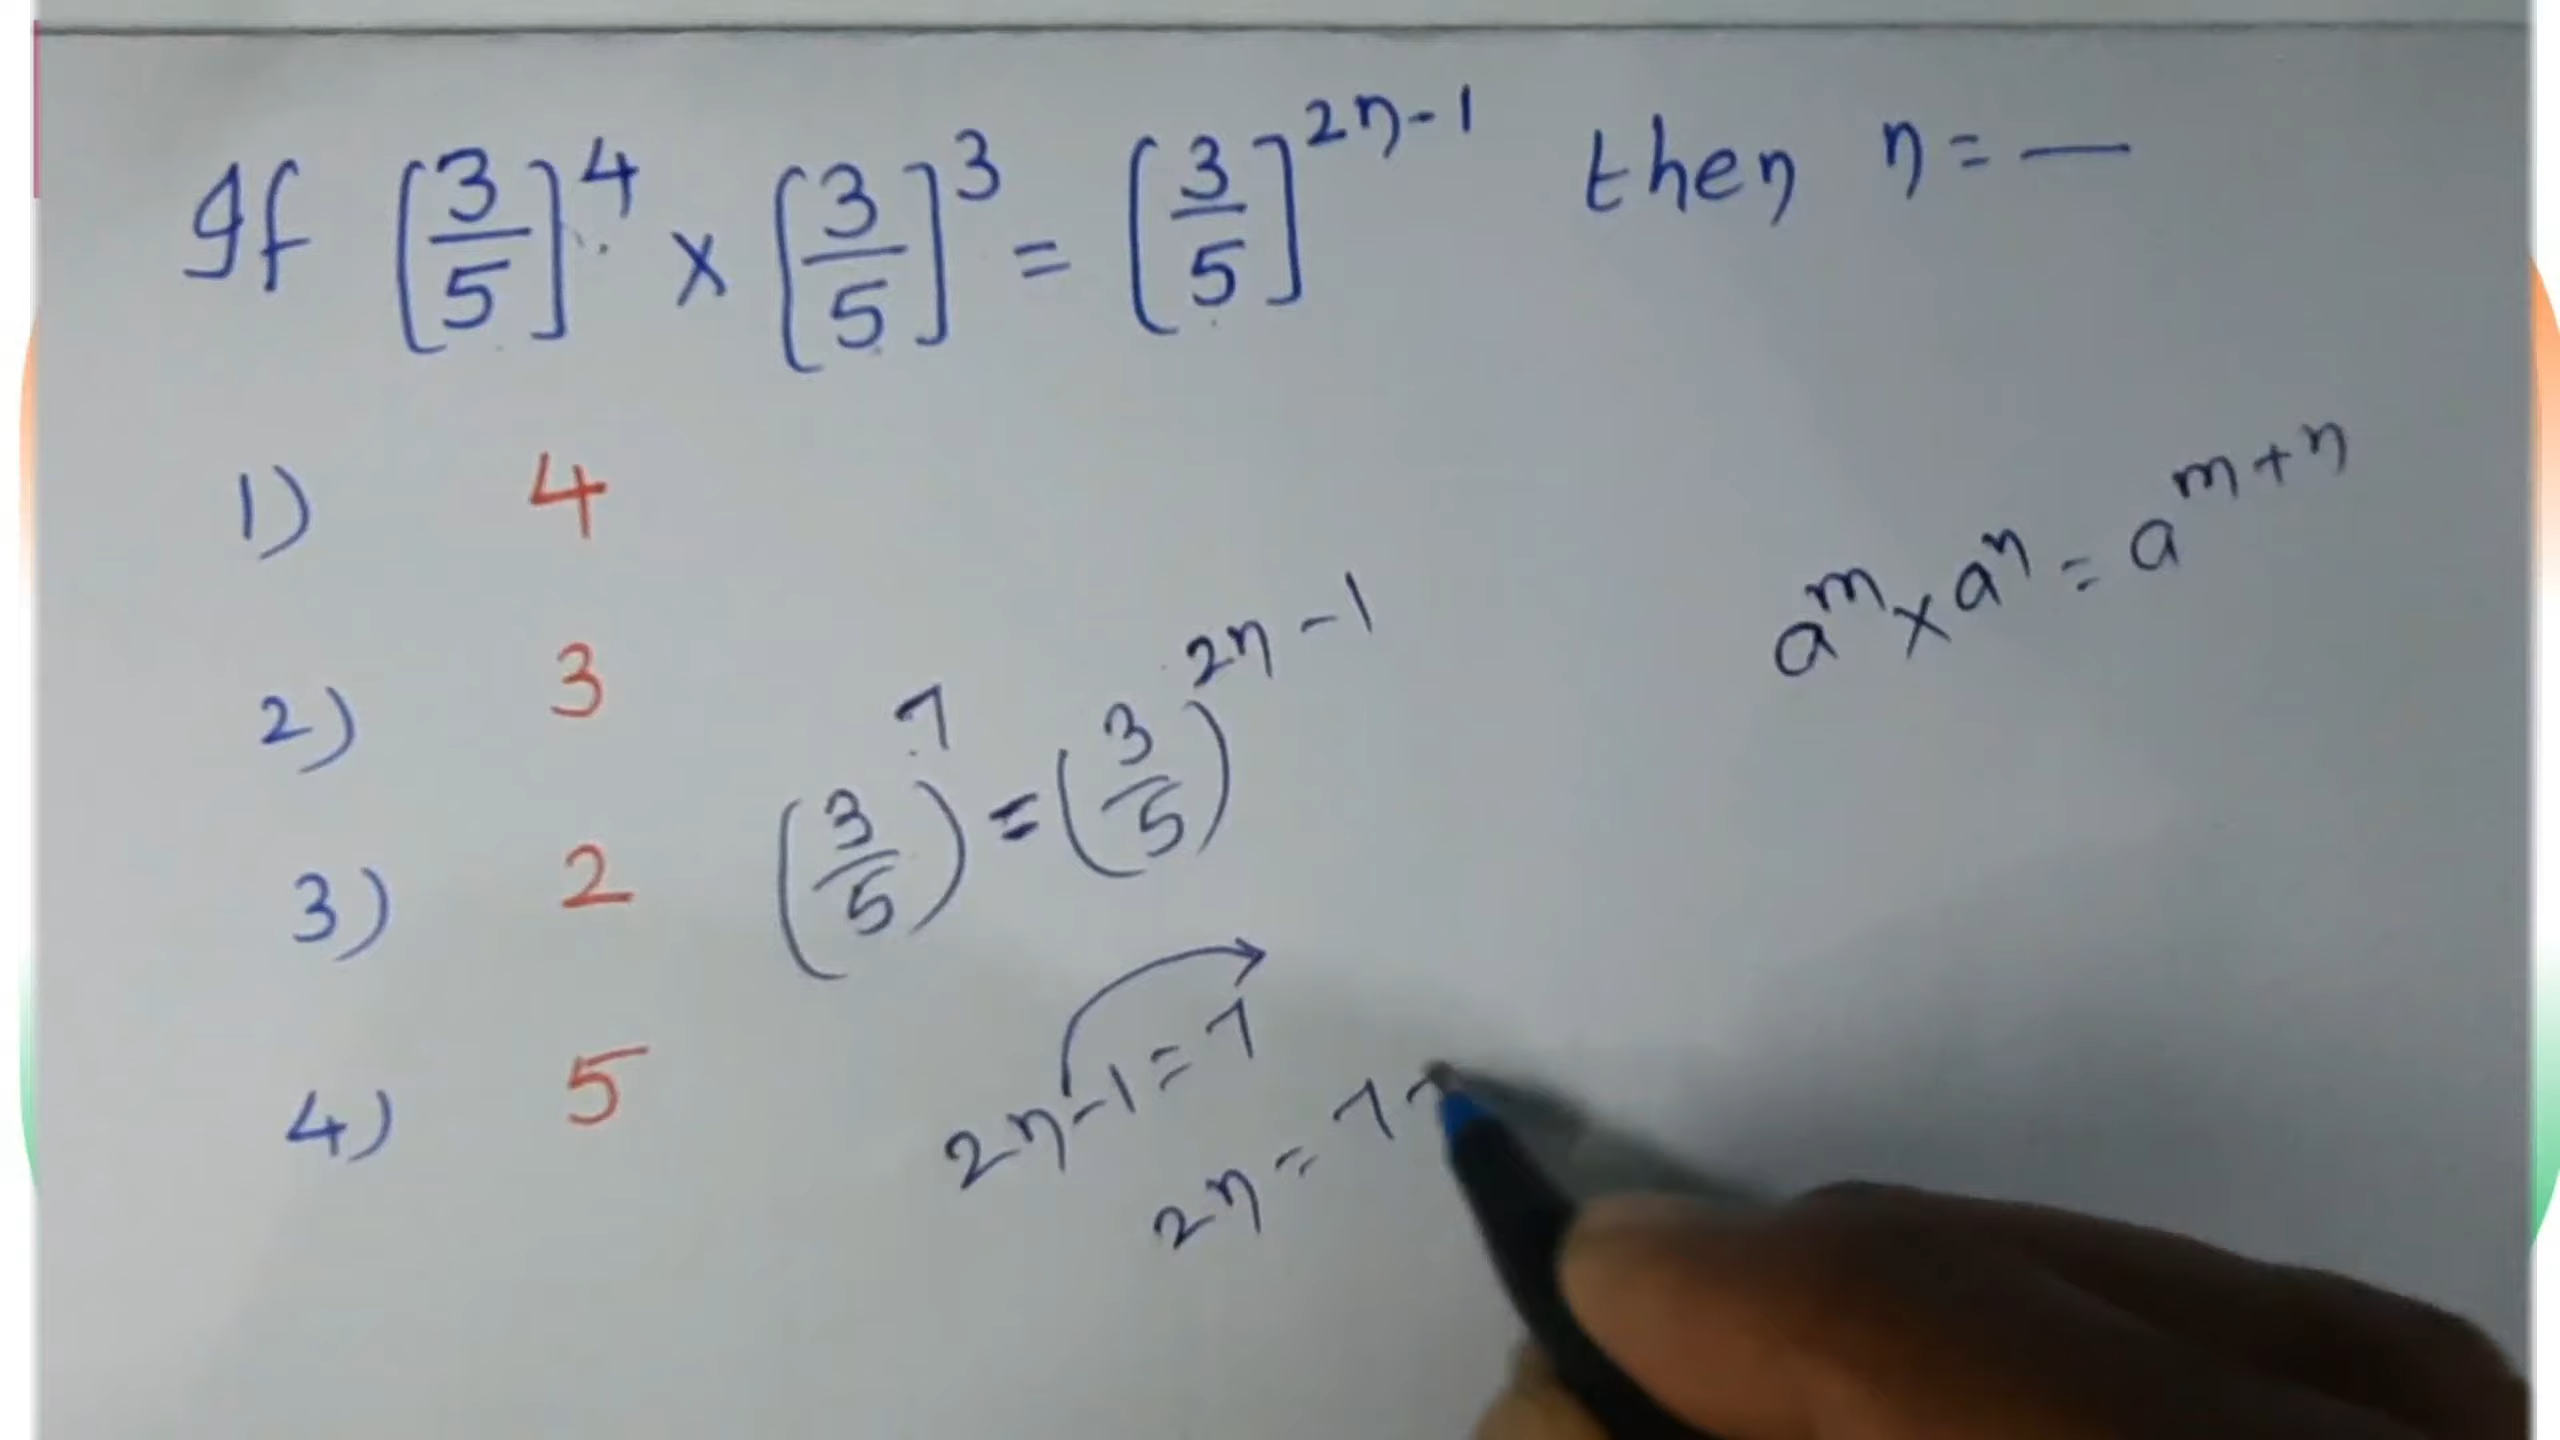 If [3/5]^4 × [3/5]^3 = [3/5]^(2n-1) then n = —
1) 4
2) 3
3) 2
4) 5
a^m × a^n = a^(m+n)
(3/5)^7 = (3/5)^(2n-1)
2n-1 = 7
2n = 7